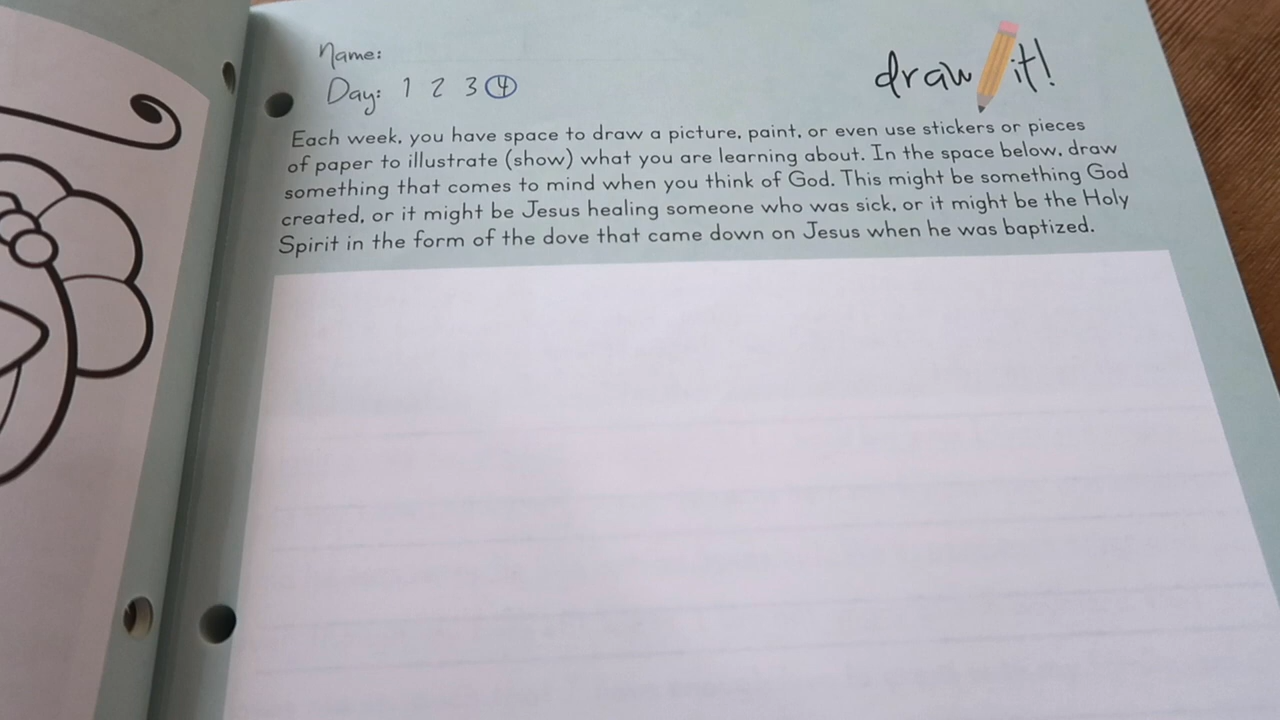 Name:
draw it!
Day: 1 2 3 4
Each week, you have space to draw a picture, paint, or even use stickers or pieces
of paper to illustrate (show) what you are learning about. In the space below, draw
something that comes to mind when you think of God. This might be something God
created, or it might be Jesus healing someone who was sick, or it might be the Holy
Spirit in the form of the dove that came down on Jesus when he was baptized.